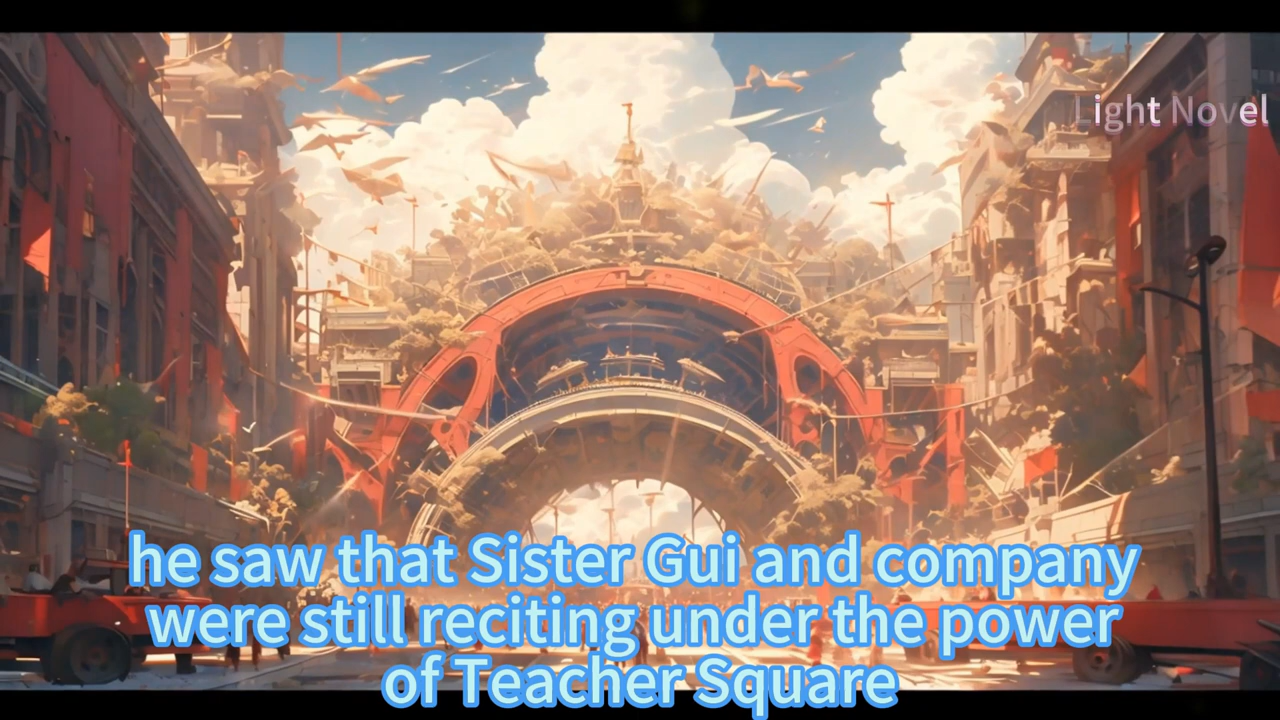 Light Novel
he saw that Sister Gui and company
were still reciting under the power
of Teacher Square